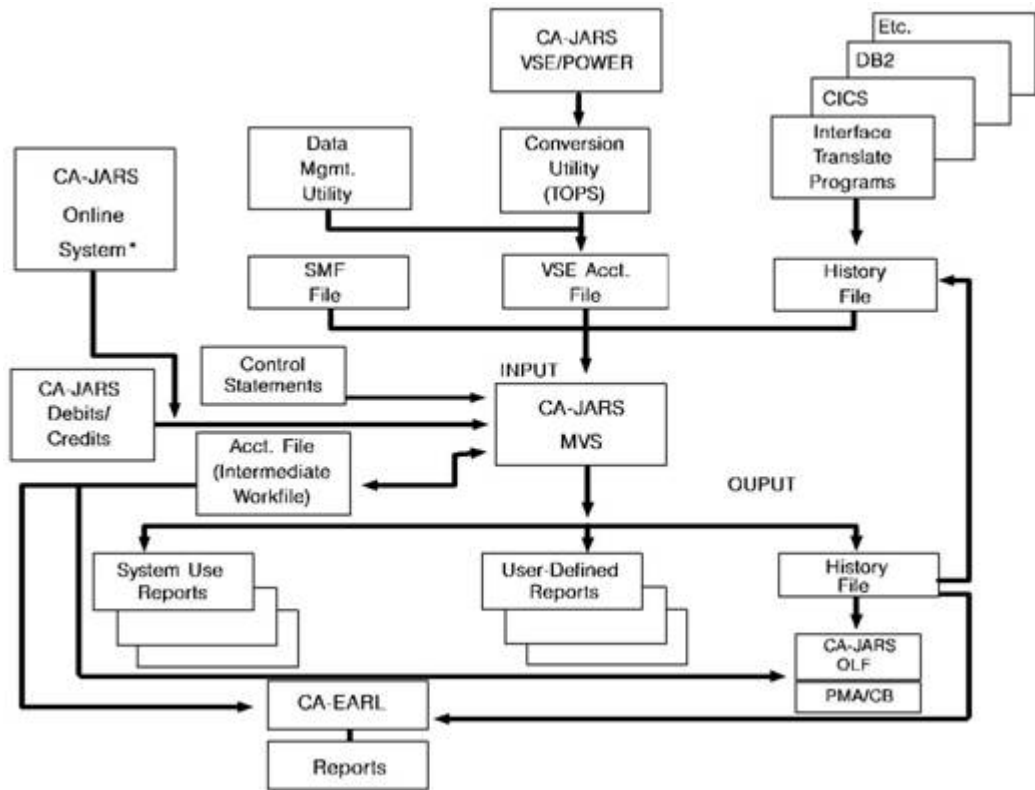 Etc.
DB2
CICS
Interface
Translate
Programs
CA-JARS
VSE/POWER
Data
Mgmt.
Utility
Conversion
Utility
(TOPS)
CA-JARS
Online
System*
SMF
File
VSE Acct.
File
History
File
Control
Statements
INPUT
CA-JARS
Debits/
Credits
CA-JARS
MVS
Acct. File
(Intermediate
Workfile)
OUPUT
System Use
Reports
User-Defined
Reports
History
File
CA-JARS
OLF
PMA/CB
CA-EARL
Reports